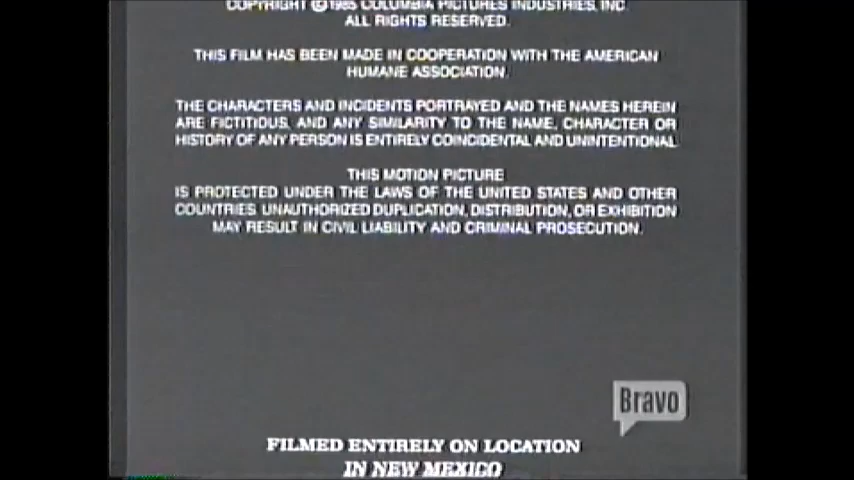 COPYRIGHT ©1985 COLUMBIA PICTURES INDUSTRIES, INC.
ALL RIGHTS RESERVED.
THIS FILM HAS BEEN MADE IN COOPERATION WITH THE AMERICAN
HUMANE ASSOCIATION.
THE CHARACTERS AND INCIDENTS PORTRAYED AND THE NAMES HEREIN
ARE FICTITIOUS, AND ANY SIMILARITY TO THE NAME, CHARACTER OR
HISTORY OF ANY PERSON IS ENTIRELY COINCIDENTAL AND UNINTENTIONAL
THIS MOTION PICTURE
IS PROTECTED UNDER THE LAWS OF THE UNITED STATES AND OTHER
COUNTRIES. UNAUTHORIZED DUPLICATION, DISTRIBUTION, OR EXHIBITION
MAY RESULT IN CIVIL LIABILITY AND CRIMINAL PROSECUTION.
Bravo
FILMED ENTIRELY ON LOCATION
IN NEW MEXICO